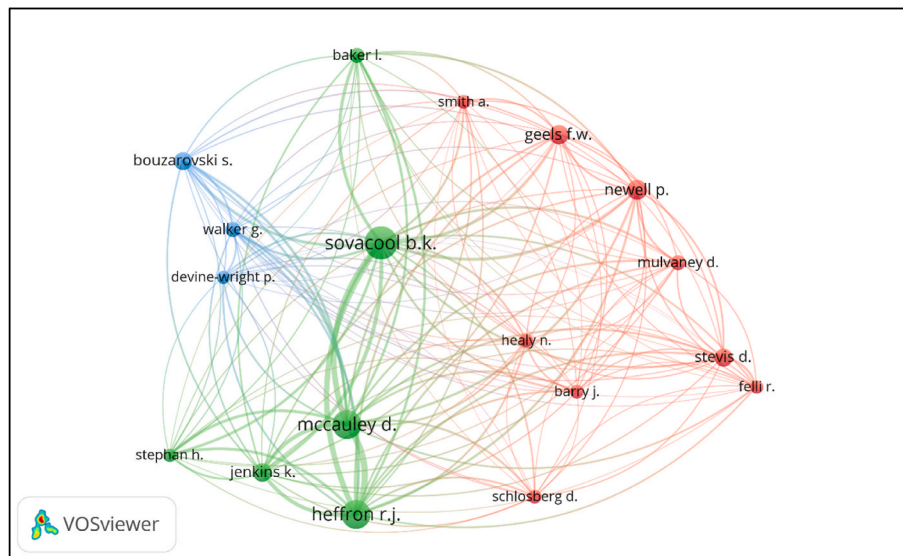 baker l.
smith a.
geels f.w.
bouzarovski s.
newell p.
walker g.
sovacool b.k.
mulvaney d.
devine-wright p.
healy n.
stevis d.
felli r.
barry j.
mccauley d.
stephan h.
jenkins k.
schlosberg d.
heffron r.j.
VOSviewer